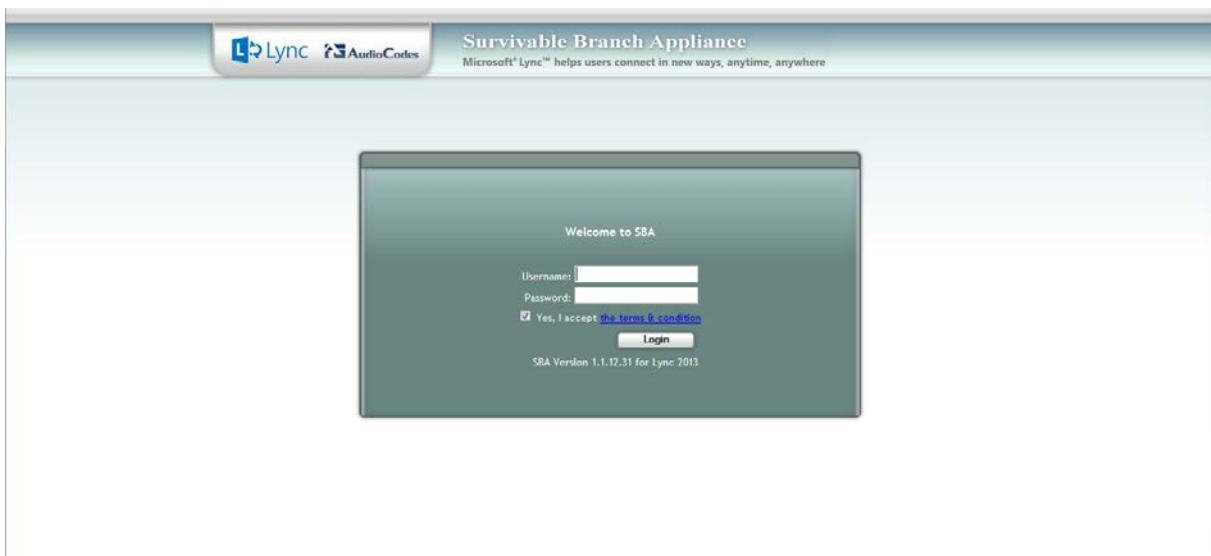 Lync AudioCodes
Survivable Branch Appliance
Microsoft® Lync™ helps users connect in new ways, anytime, anywhere
Welcome to SBA
Username:
Password:
Yes, I accept the terms & condition
Login
SBA Version 1.1.12.31 for Lync 2013